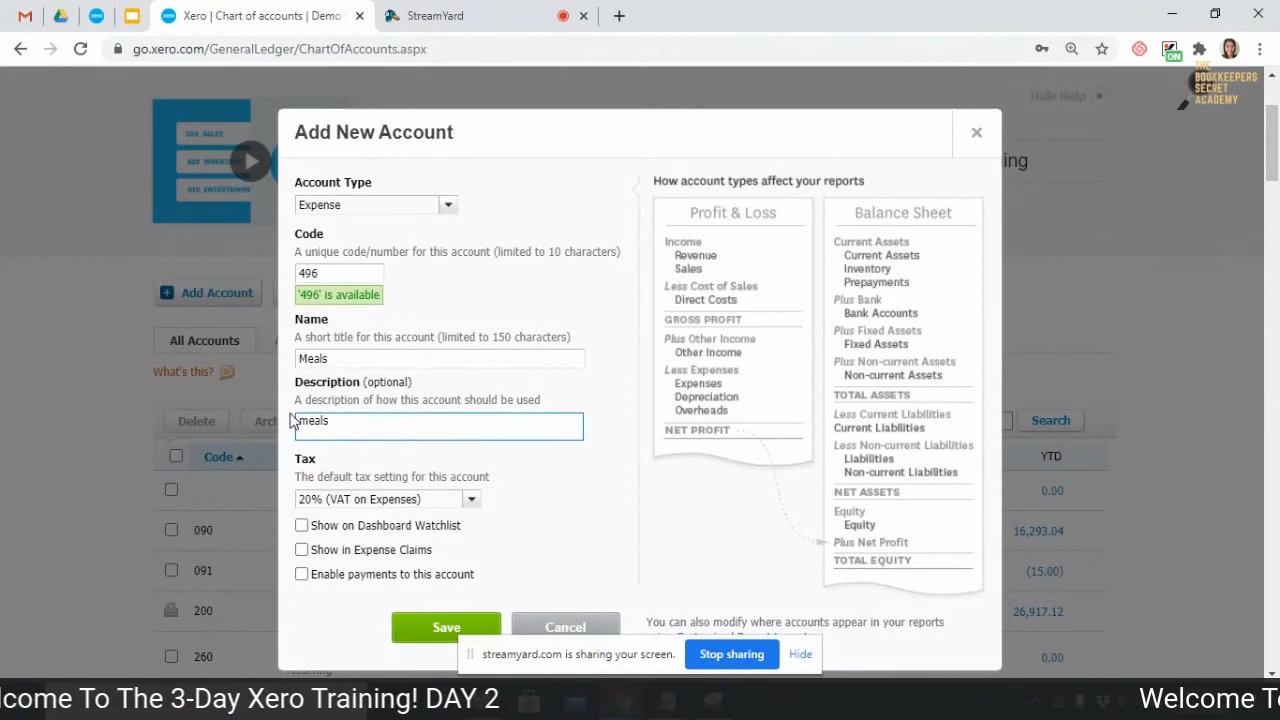 Xero | Chart of accounts | Demo
StreamYard
go.xero.com/GeneralLedger/ChartOfAccounts.aspx
ON
THE
BOOKKEEPERS
SECRET
ACADEMY
Hide Help
ADD SALES
ing
Add New Account
Account Type
Expense
Code
A unique code/number for this account (limited to 10 characters)
496
'496' is available
Name
A short title for this account (limited to 150 characters)
Meals
Description (optional)
A description of how this account should be used
meals
Tax
The default tax setting for this account
20% (VAT on Expenses)
Show on Dashboard Watchlist
Show in Expense Claims
Enable payments to this account
Save
Cancel
How account types affect your reports
Profit & Loss
Income
Revenue
Sales
Less Cost of Sales
Direct Costs
GROSS PROFIT
Plus Other Income
Other Income
Less Expenses
Expenses
Depreciation
Overheads
NET PROFIT
Balance Sheet
Current Assets
Current Assets
Inventory
Prepayments
Plus Bank
Bank Accounts
Plus Fixed Assets
Fixed Assets
Plus Non-current Assets
Non-current Assets
TOTAL ASSETS
Less Current Liabilities
Current Liabilities
Less Non-current Liabilities
Liabilities
Non-current Liabilities
NET ASSETS
Equity
Equity
Plus Net Profit
TOTAL EQUITY
You can also modify where accounts appear in your reports
Add Account
All Accounts
What's this?
Delete
Arch
Search
Code
YTD
0.00
090
16,293.04
091
(15.00)
200
26,917.12
260
0.00
recurring
streamyard.com is sharing your screen.
Stop sharing
Hide
lcome To The 3-Day Xero Training! DAY 2
Welcome To